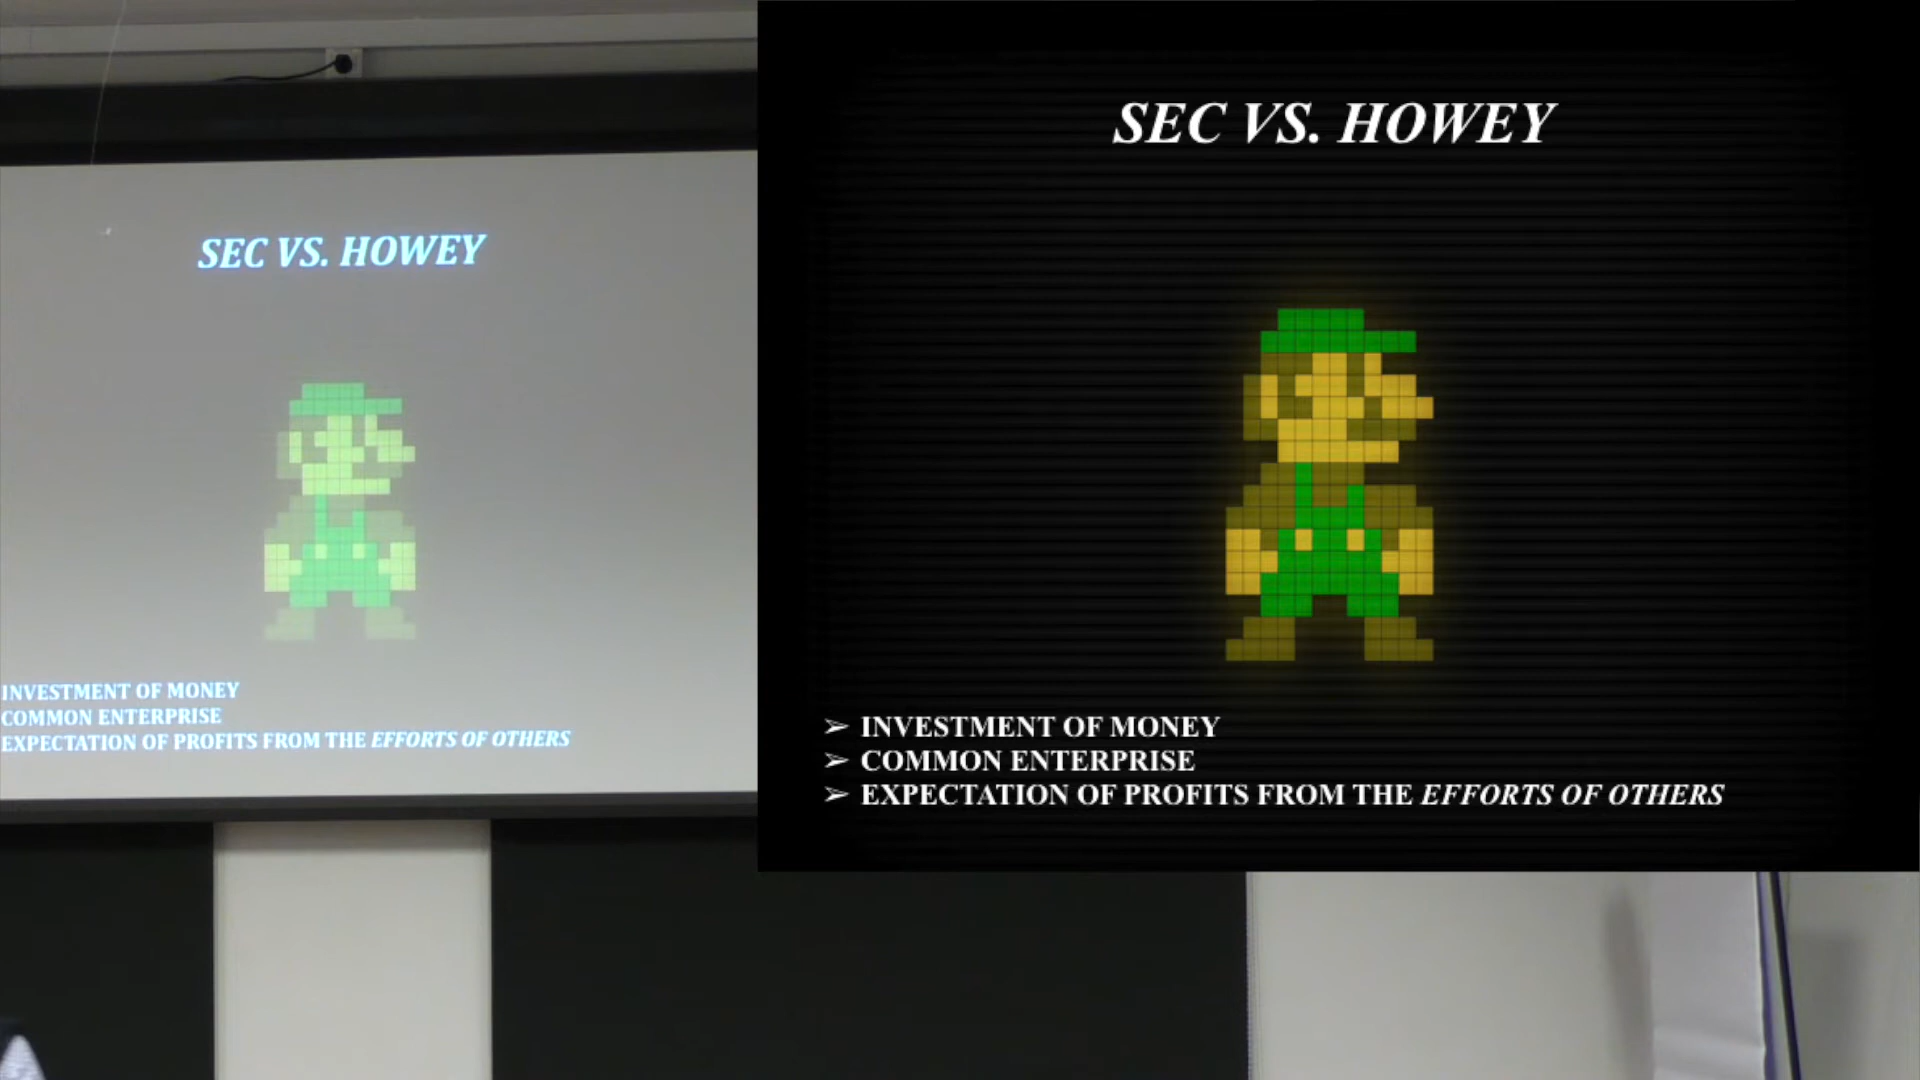 SEC VS. HOWEY
INVESTMENT OF MONEY
COMMON ENTERPRISE
EXPECTATION OF PROFITS FROM THE EFFORTS OF OTHERS
SEC VS. HOWEY
➢ INVESTMENT OF MONEY
➢ COMMON ENTERPRISE
➢ EXPECTATION OF PROFITS FROM THE EFFORTS OF OTHERS